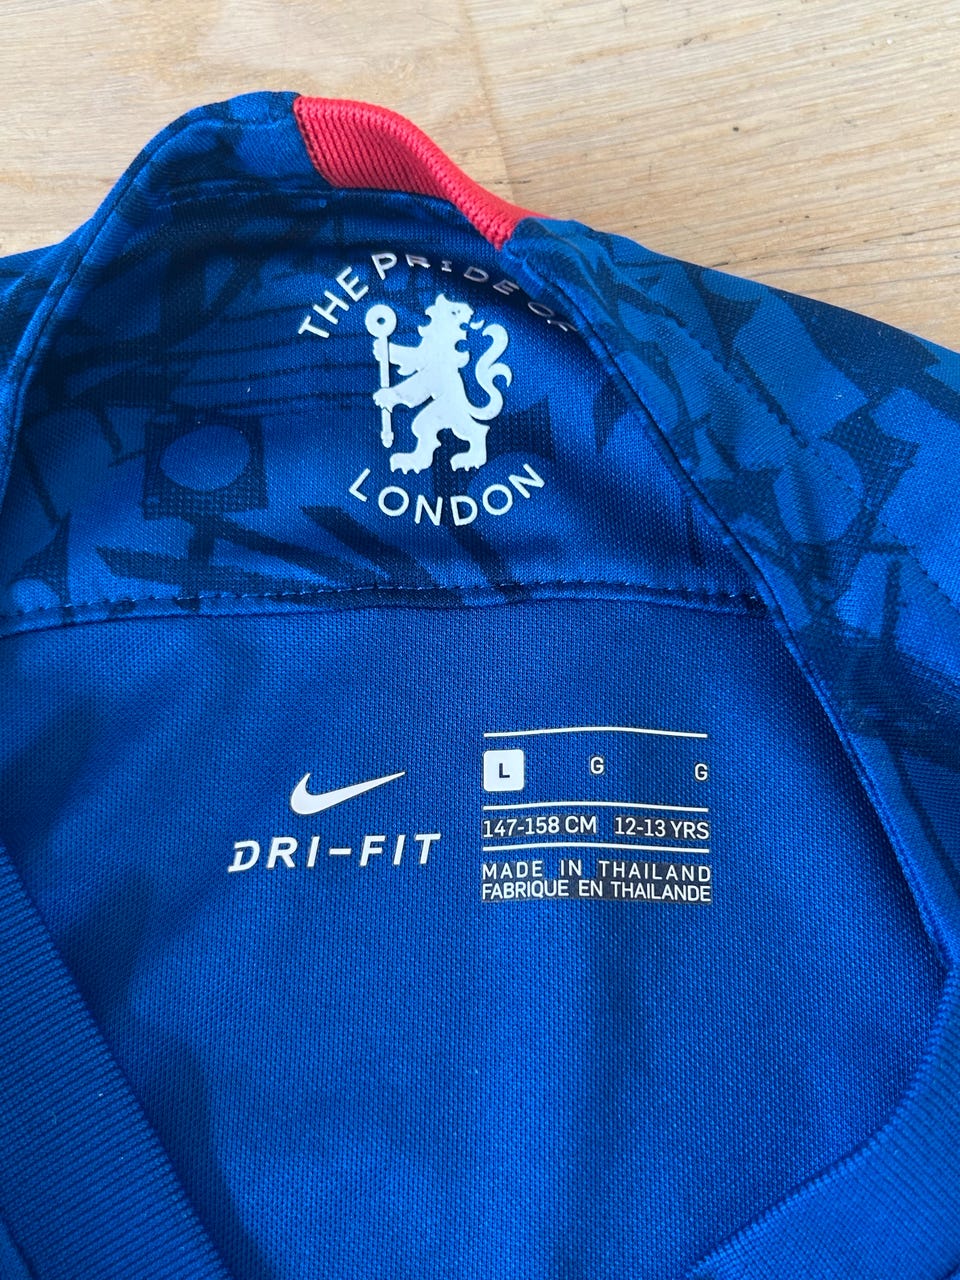 THE PRIDE OF
LONDON
DRI-FIT
L G G
147-158 CM 12-13 YRS
MADE IN THAILAND
FABRIQUE EN THAILANDE